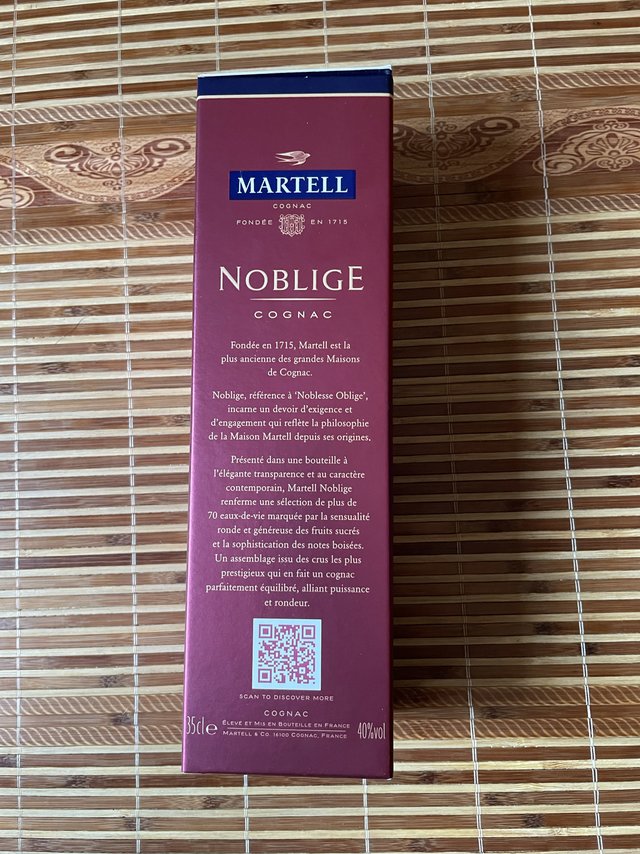 MARTELL
COGNAC
FONDÉE EN 1715
NOBLIGE
COGNAC
Fondée en 1715, Martell est la
plus ancienne des grandes Maisons
de Cognac.
Noblige, référence à ‘Noblesse Oblige’,
incarne un devoir d’exigence et
d’engagement qui reflète la philosophie
de la Maison Martell depuis ses origines.
Présenté dans une bouteille à
l’élégante transparence et au caractère
contemporain, Martell Noblige
renferme une sélection de plus de
70 eaux-de-vie marquée par la sensualité
ronde et généreuse des fruits sucrés
et la sophistication des notes boisées.
Un assemblage issu des crus les plus
prestigieux qui en fait un cognac
parfaitement équilibré, alliant puissance
et rondeur.
SCAN TO DISCOVER MORE
COGNAC
35cl e ÉLEVÉ ET MIS EN BOUTEILLE EN FRANCE 40%vol
MARTELL & CO. 16100 COGNAC, FRANCE